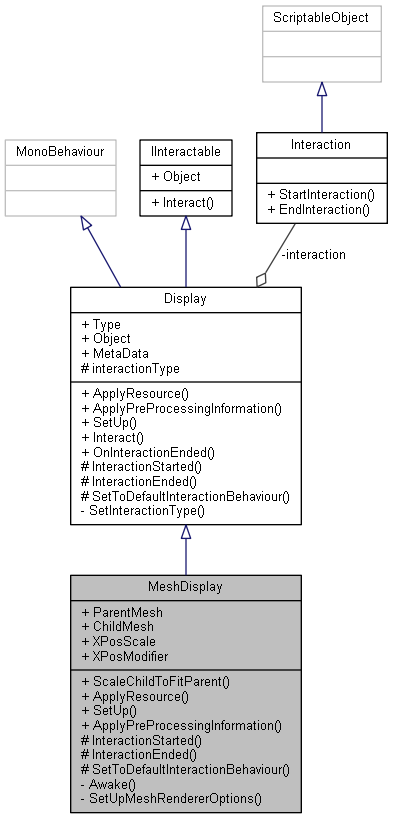 ScriptableObject
MonoBehaviour
IInteractable
+ Object
+ Interact()
Interaction
+ StartInteraction()
+ EndInteraction()
-interaction
Display
+ Type
+ Object
+ MetaData
# interactionType
+ ApplyResource()
+ ApplyPreProcessingInformation()
+ SetUp()
+ Interact()
+ OnInteractionEnded()
# InteractionStarted()
# InteractionEnded()
# SetToDefaultInteractionBehaviour()
- SetInteractionType()
MeshDisplay
+ ParentMesh
+ ChildMesh
+ XPosScale
+ XPosModifier
+ ScaleChildToFitParent()
+ ApplyResource()
+ SetUp()
+ ApplyPreProcessingInformation()
# InteractionStarted()
# InteractionEnded()
# SetToDefaultInteractionBehaviour()
- Awake()
- SetUpMeshRendererOptions()